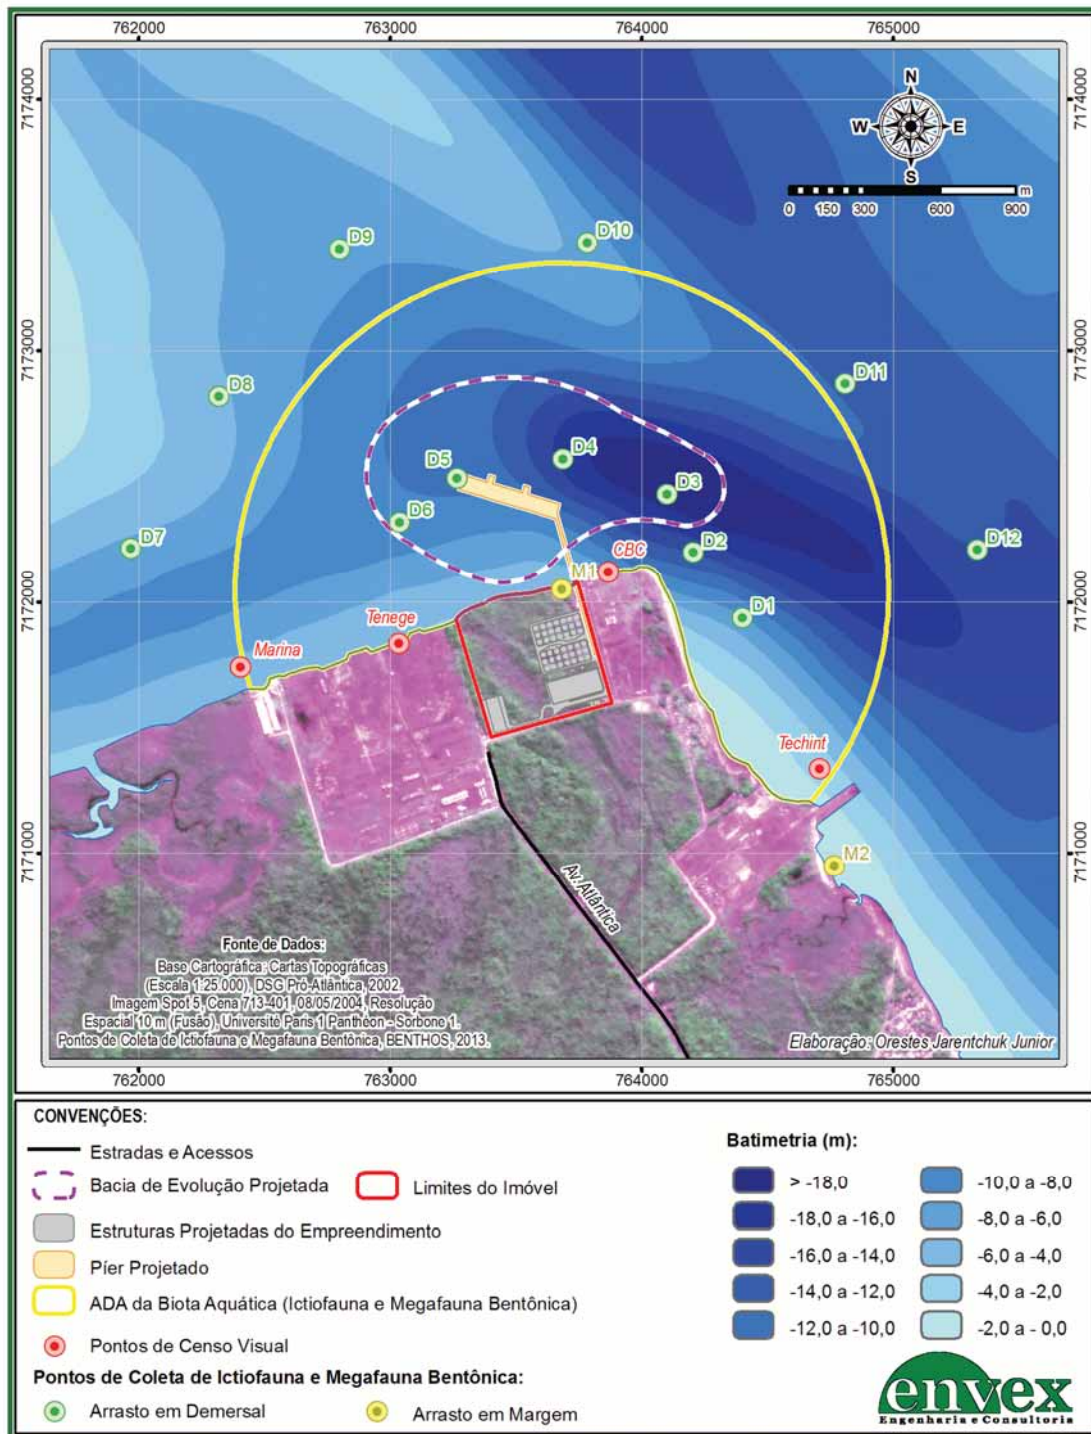 762000 763000 764000 765000
7174000
7174000
N
W E
S
m
0 150 300 600 900
D9
D10
7173000
7173000
D8
D11
D4
D5
D3
D6
D7
D2
D12
CBC
M1
7172000
7172000
D1
Tenege
Marina
Techint
7171000
7171000
M2
Av. Atlântica
Fonte de Dados:
Base Cartográfica: Cartas Topográficas
(Escala 1:25.000), DSG Pró-Atlântica, 2002.
Imagem Spot 5, Cena 713-401, 08/05/2004, Resolução
Espacial 10 m (Fusão), Université Paris 1 Panthéon - Sorbone 1.
Pontos de Coleta de Ictiofauna e Megafauna Bentônica, BENTHOS, 2013.
Elaboração: Orestes Jarentchuk Junior
762000 763000 764000 765000
CONVENÇÕES:
Estradas e Acessos
Bacia de Evolução Projetada
Limites do Imóvel
Estruturas Projetadas do Empreendimento
Píer Projetado
ADA da Biota Aquática (Ictiofauna e Megafauna Bentônica)
Pontos de Censo Visual
Pontos de Coleta de Ictiofauna e Megafauna Bentônica:
Arrasto em Demersal
Arrasto em Margem
Batimetria (m):
> -18,0
-18,0 a -16,0
-16,0 a -14,0
-14,0 a -12,0
-12,0 a -10,0
-10,0 a -8,0
-8,0 a -6,0
-6,0 a -4,0
-4,0 a -2,0
-2,0 a - 0,0
envex
Engenharia e Consultoria